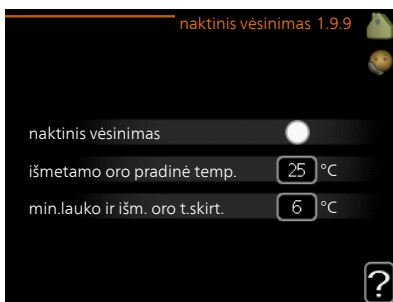 naktinis vėsinimas 1.9.9
naktinis vėsinimas
išmetamo oro pradinė temp. 25 °C
min.lauko ir išm. oro t.skirt. 6 °C
?